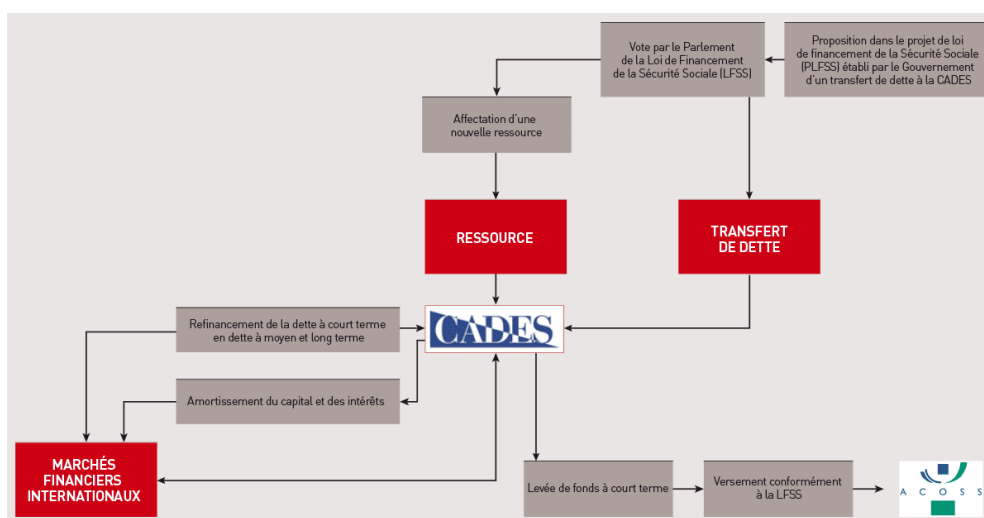 Vote par le Parlement
de la Loi de Financement
de la Sécurité Sociale (LFSS)
Proposition dans le projet de loi
de financement de la Sécurité Sociale
(PLFSS) établi par le Gouvernement
d'un transfert de dette à la CADES
Affectation d'une
nouvelle ressource
RESSOURCE
TRANSFERT
DE DETTE
Refinancement de la dette à court terme
en dette à moyen et long terme
CADES
Amortissement du capital et des intérêts
MARCHÉS
FINANCIERS
INTERNATIONAUX
Levée de fonds à court terme
Versement conformément
à la LFSS
ACOSS